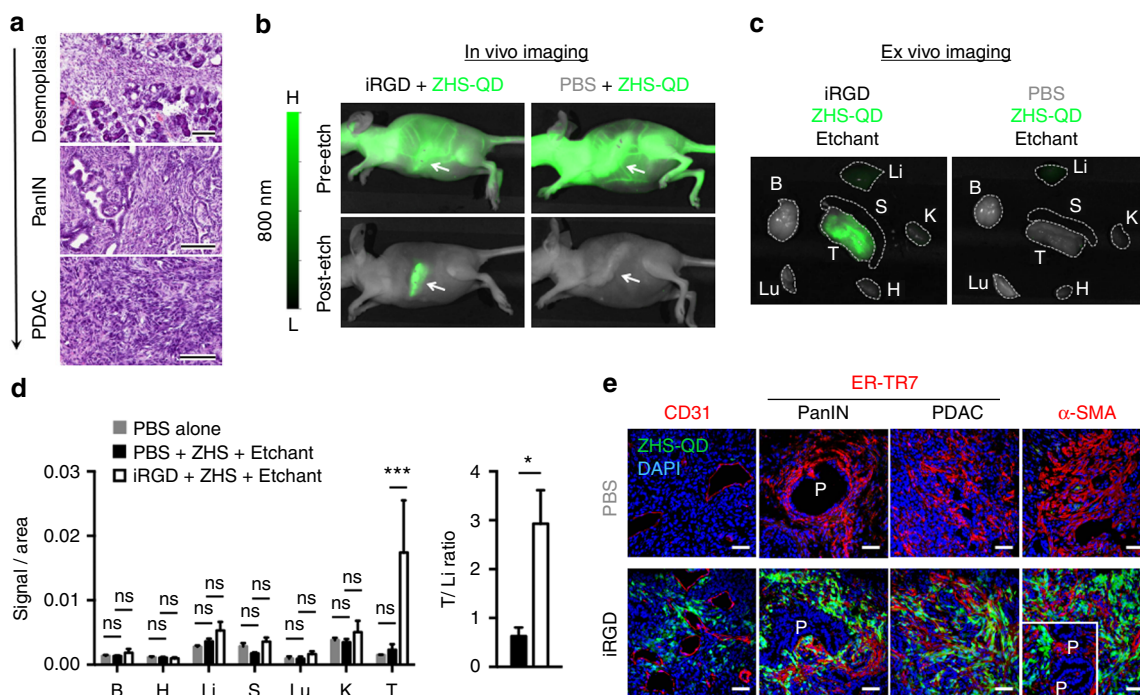 a
Desmoplasia
PanIN
PDAC
b
In vivo imaging
iRGD + ZHS-QD
PBS + ZHS-QD
H
800 nm
L
Pre-etch
Post-etch
c
Ex vivo imaging
iRGD
ZHS-QD
Etchant
PBS
ZHS-QD
Etchant
Li
B
S
K
T
Lu
H
Li
B
S
K
T
Lu
H
d
PBS alone
PBS + ZHS + Etchant
iRGD + ZHS + Etchant
Signal / area
0.03
0.02
0.01
0.00
ns
ns
ns
ns
ns
ns
ns
ns
ns
ns
ns
ns
ns
***
B H Li S Lu K T
T/ Li ratio
4
3
2
1
0
*
e
ER-TR7
CD31
PanIN
PDAC
α-SMA
ZHS-QD
DAPI
PBS
P
iRGD
P
P
P